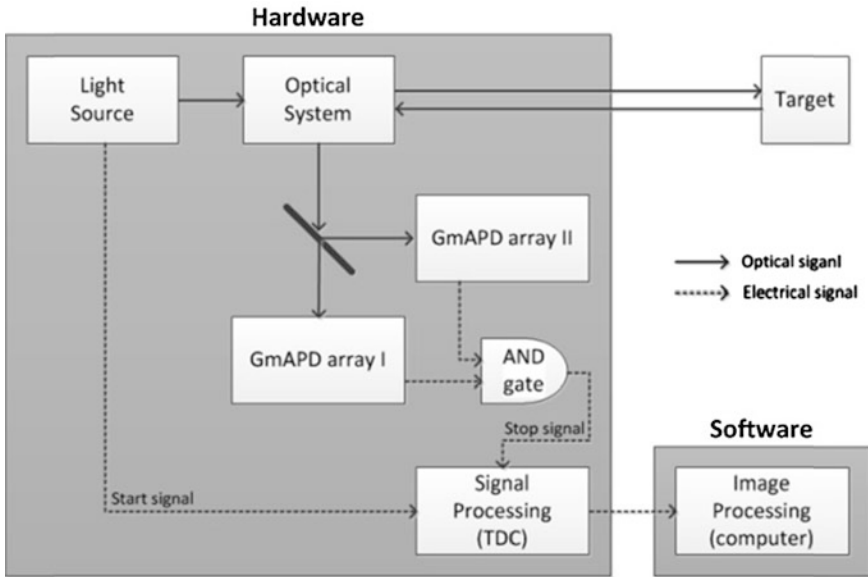 Hardware
Light
Source
Optical
System
Target
GmAPD array II
Optical siganl
Electrical signal
GmAPD array I
AND
gate
Stop signal
Software
Start signal
Signal
Processing
(TDC)
Image
Processing
(computer)